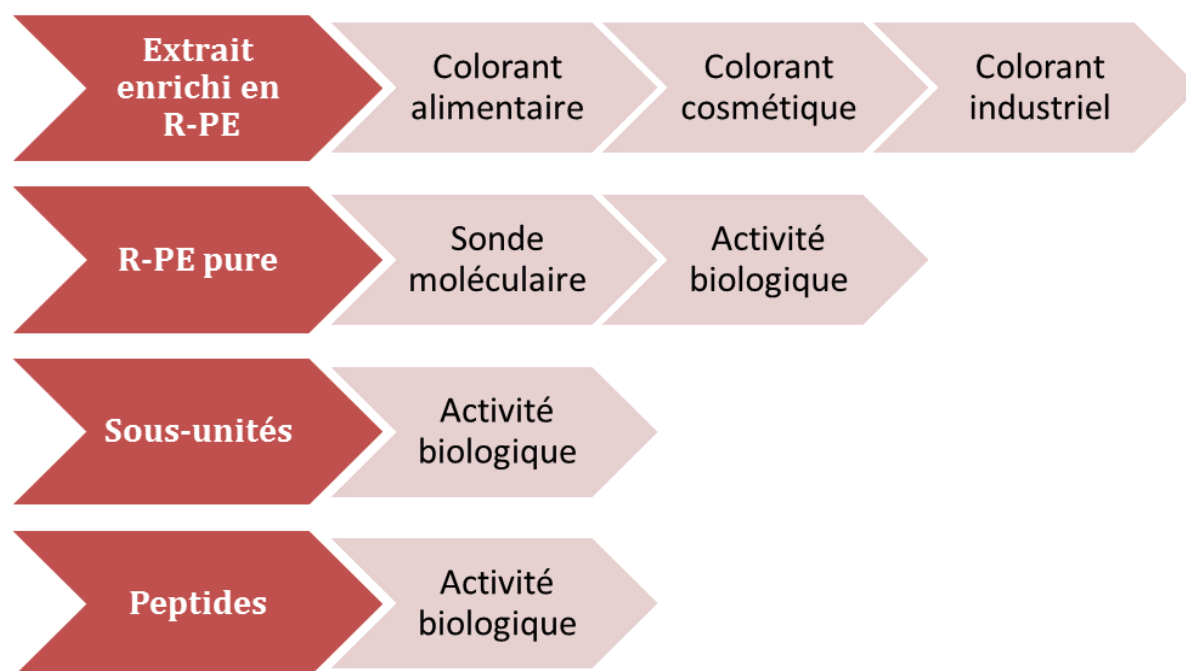 Extrait
enrichi en
R-PE
Colorant
alimentaire
Colorant
cosmétique
Colorant
industriel
R-PE pure
Sonde
moléculaire
Activité
biologique
Sous-unités
Activité
biologique
Peptides
Activité
biologique